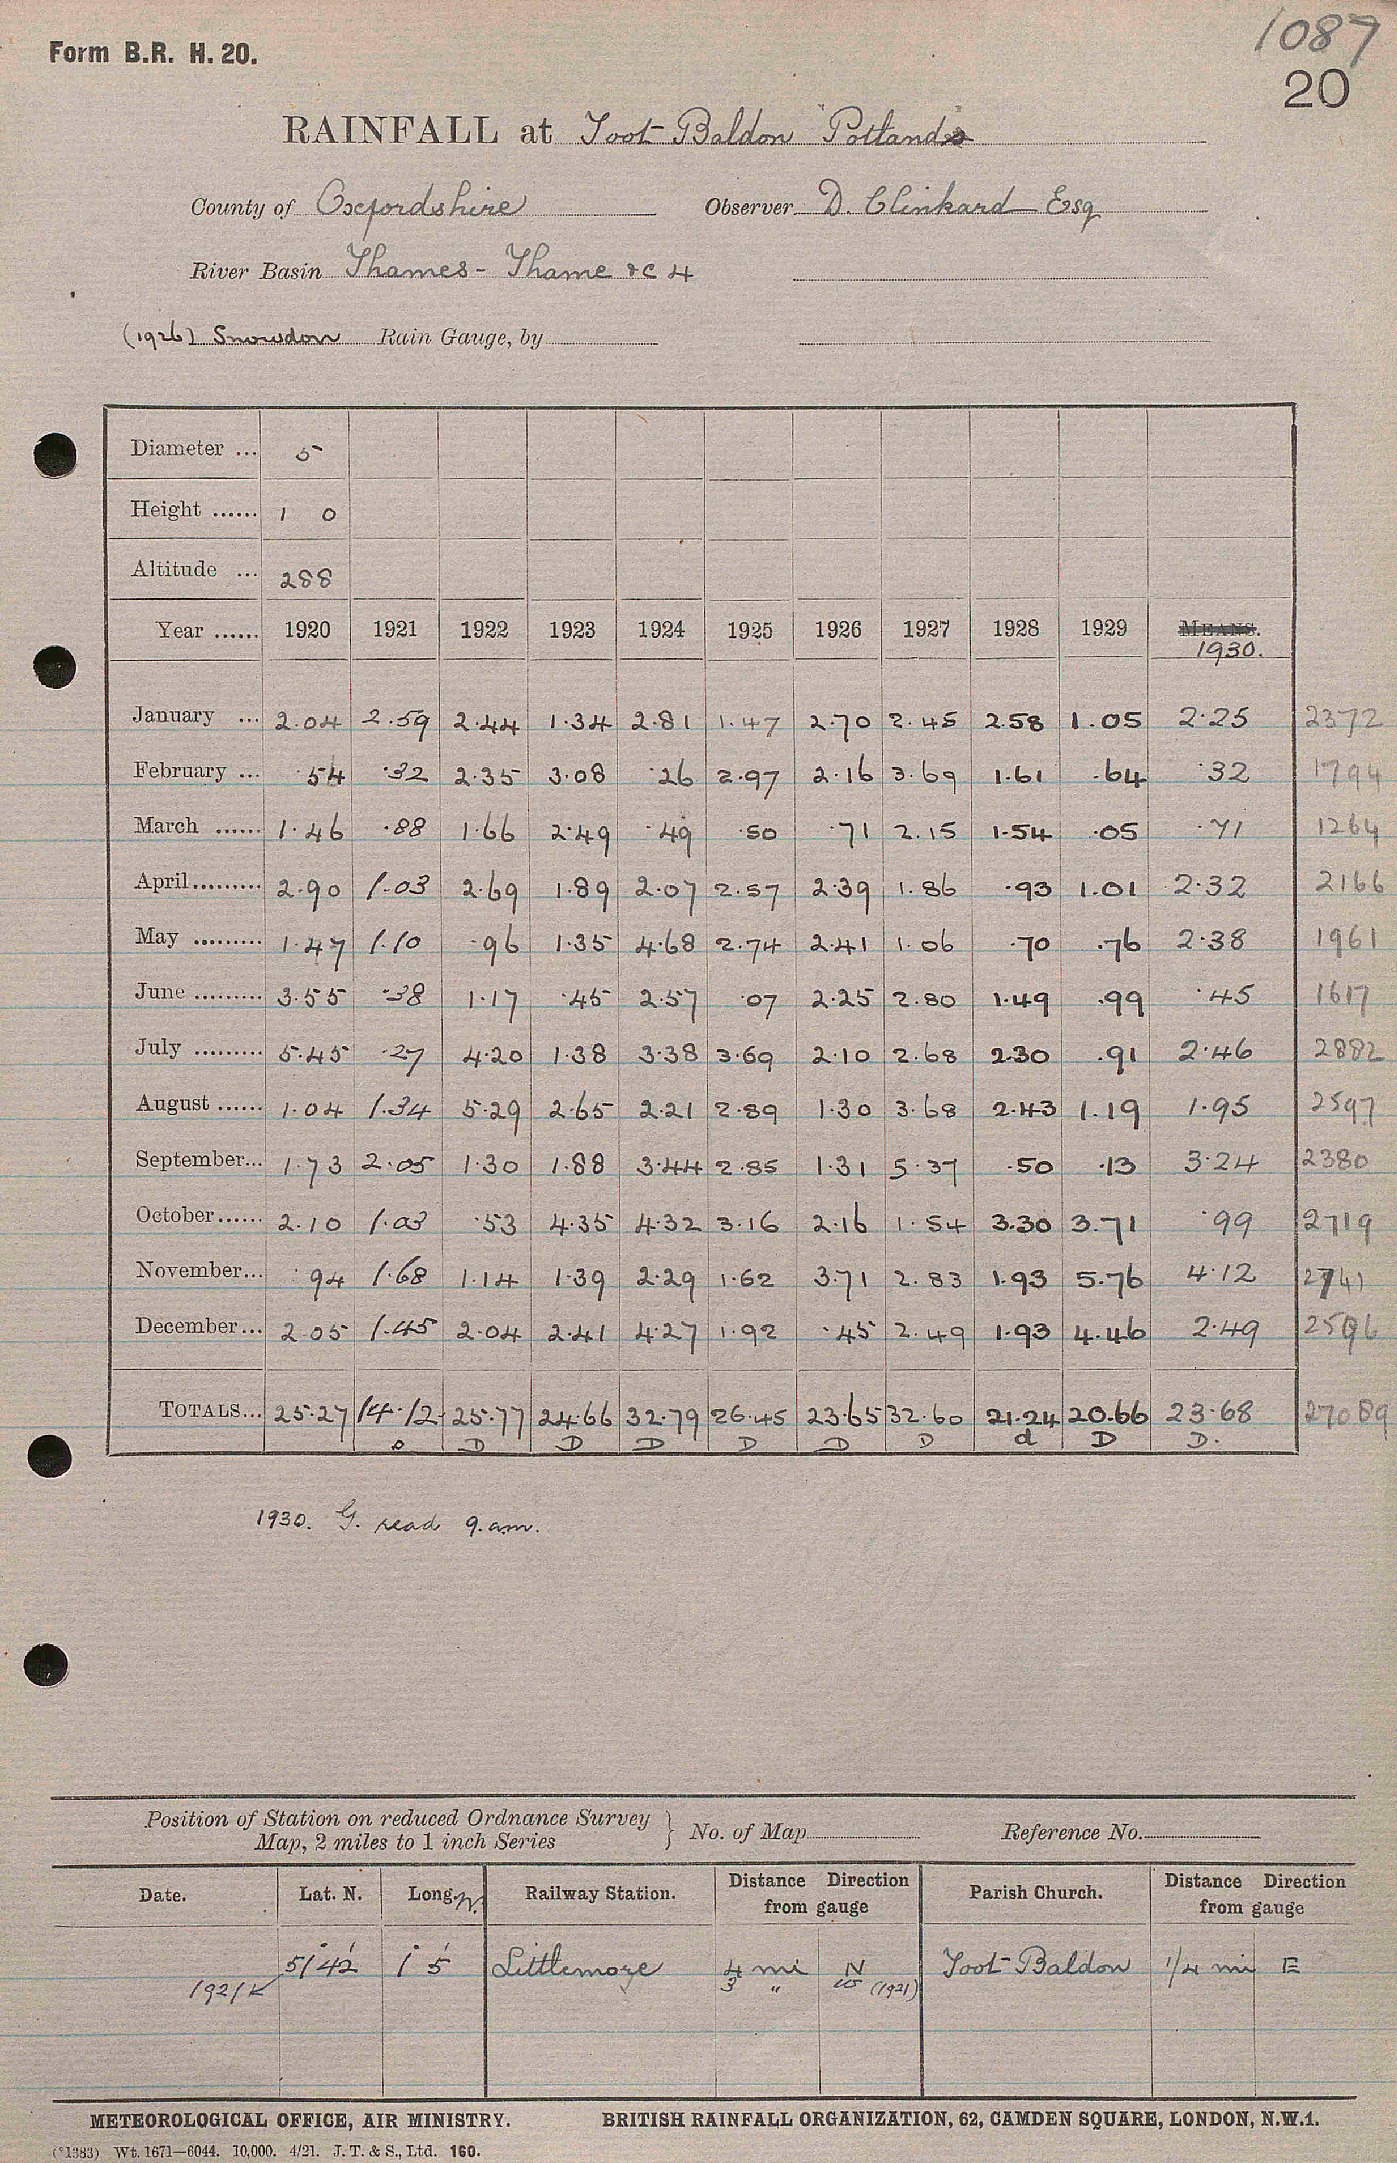 Form B.R. H. 20.
1087
20
RAINFALL at Toot Baldon "Potlands"
County of Oxfordshire Observer D. Clinkard Esq
River Basin Thames - Thame &c 4
(1926) Snowdon Rain Gauge, by
Diameter ... 5
Height ...... 1 0
Altitude ... 288
Year ...... 1920 1921 1922 1923 1924 1925 1926 1927 1928 1929 MEANS.
1930.
January ... 2.04 2.59 2.44 1.34 2.81 1.47 2.70 2.45 2.58 1.05 2.25 2372
February ... .54 .32 2.35 3.08 .26 2.97 2.16 3.69 1.61 .64 .32 1794
March ...... 1.46 .88 1.66 2.49 .49 .50 .71 2.15 1.54 .05 .71 1264
April......... 2.90 1.03 2.69 1.89 2.07 2.57 2.39 1.86 .93 1.01 2.32 2166
May ......... 1.47 1.10 .96 1.35 4.68 2.74 2.41 1.06 .70 .76 2.38 1961
June ......... 3.55 .38 1.17 .45 2.57 .07 2.25 2.80 1.49 .99 .45 1617
July ......... 5.45 .27 4.20 1.38 3.38 3.69 2.10 2.68 2.30 .91 2.46 2882
August ...... 1.04 1.34 5.29 2.65 2.21 2.89 1.30 3.68 2.43 1.19 1.95 2597
September... 1.73 2.05 1.30 1.88 3.44 2.85 1.31 5.37 .50 .13 3.24 2380
October...... 2.10 1.03 .53 4.35 4.32 3.16 2.16 1.54 3.30 3.71 .99 2719
November... .94 1.68 1.14 1.39 2.29 1.62 3.71 2.83 1.93 5.76 4.12 2741
December... 2.05 1.45 2.04 2.41 4.27 1.92 .45 2.49 1.93 4.46 2.49 2596
TOTALS... 25.27 14.12 25.77 24.66 32.79 26.45 23.65 32.60 21.24 20.66 23.68 27089
D D D D D D D d D D.
1930. G. read 9.am.
Position of Station on reduced Ordnance Survey
Map, 2 miles to 1 inch Series } No. of Map Reference No.
Date. Lat. N. Long. W. Railway Station. Distance Direction from gauge Parish Church. Distance Direction from gauge
51° 42' 1° 5' Littlemore 4 mi N Toot Baldon 1/4 mi E
1921 3 " (1921)
METEOROLOGICAL OFFICE, AIR MINISTRY. BRITISH RAINFALL ORGANIZATION, 62, CAMDEN SQUARE, LONDON, N.W.1.
(*1383) Wt. 1671—6044. 10,000. 4/21. J. T. & S., Ltd. 160.